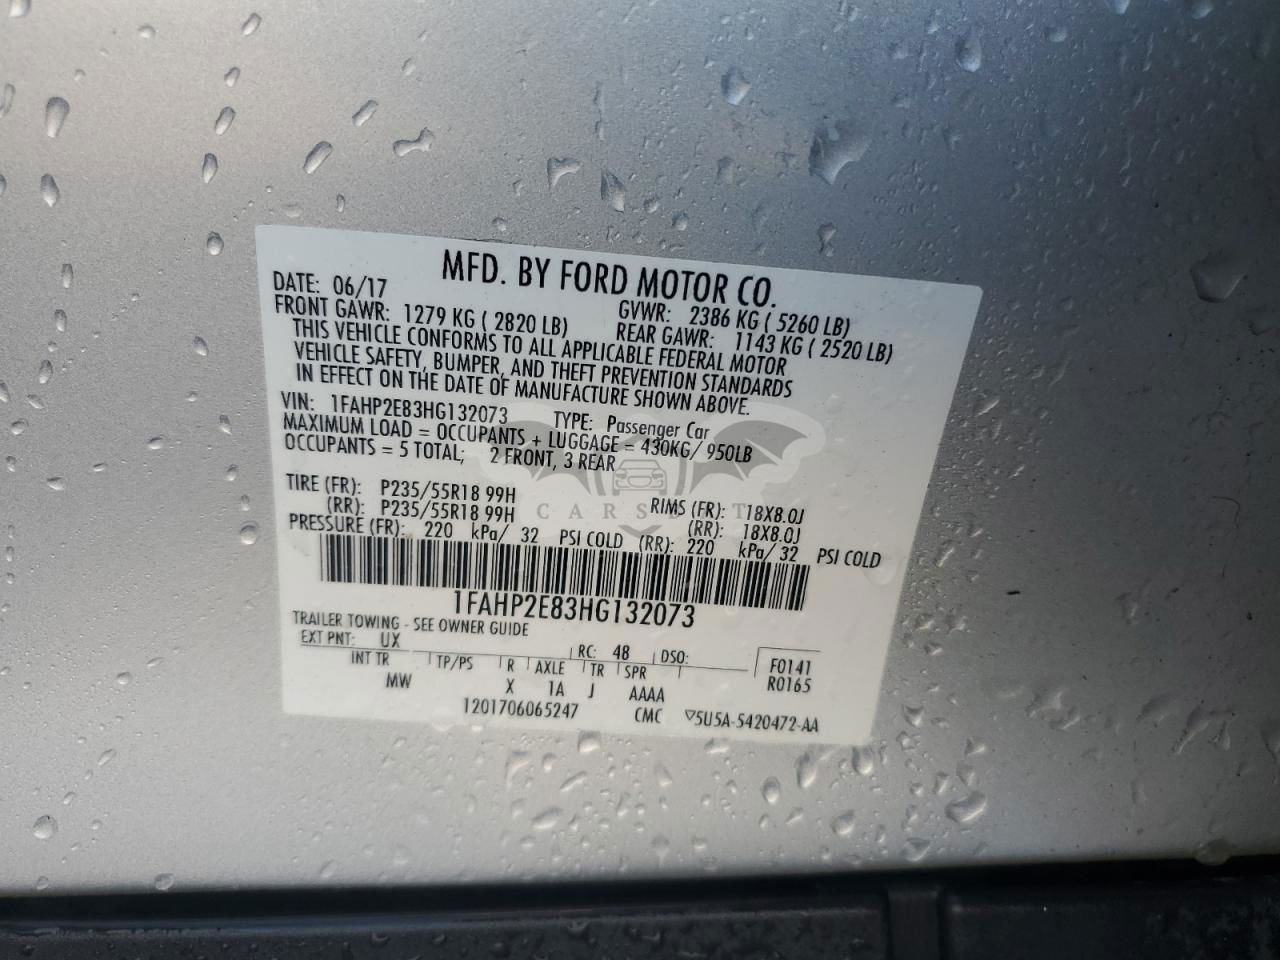 MFD. BY FORD MOTOR CO.
DATE: 06/17 GVWR: 2386 KG ( 5260 LB)
FRONT GAWR: 1279 KG ( 2820 LB) REAR GAWR: 1143 KG ( 2520 LB)
THIS VEHICLE CONFORMS TO ALL APPLICABLE FEDERAL MOTOR
VEHICLE SAFETY, BUMPER, AND THEFT PREVENTION STANDARDS
IN EFFECT ON THE DATE OF MANUFACTURE SHOWN ABOVE.
VIN: 1FAHP2E83HG132073 TYPE: Passenger Car
MAXIMUM LOAD = OCCUPANTS + LUGGAGE = 430KG/ 950LB
OCCUPANTS = 5 TOTAL; 2 FRONT, 3 REAR
TIRE (FR): P235/55R18 99H RIMS (FR): 18X8.0J
(RR): P235/55R18 99H (RR): 18X8.0J
PRESSURE (FR): 220 kPa/ 32 PSI COLD (RR): 220 kPa/ 32 PSI COLD
1FAHP2E83HG132073
TRAILER TOWING - SEE OWNER GUIDE
EXT PNT: UX RC: 48 DSO: F0141
INT TR TP/PS R AXLE TR SPR R0165
MW X 1A J AAAA
1201706065247 CMC ▽5U5A-5420472-AA